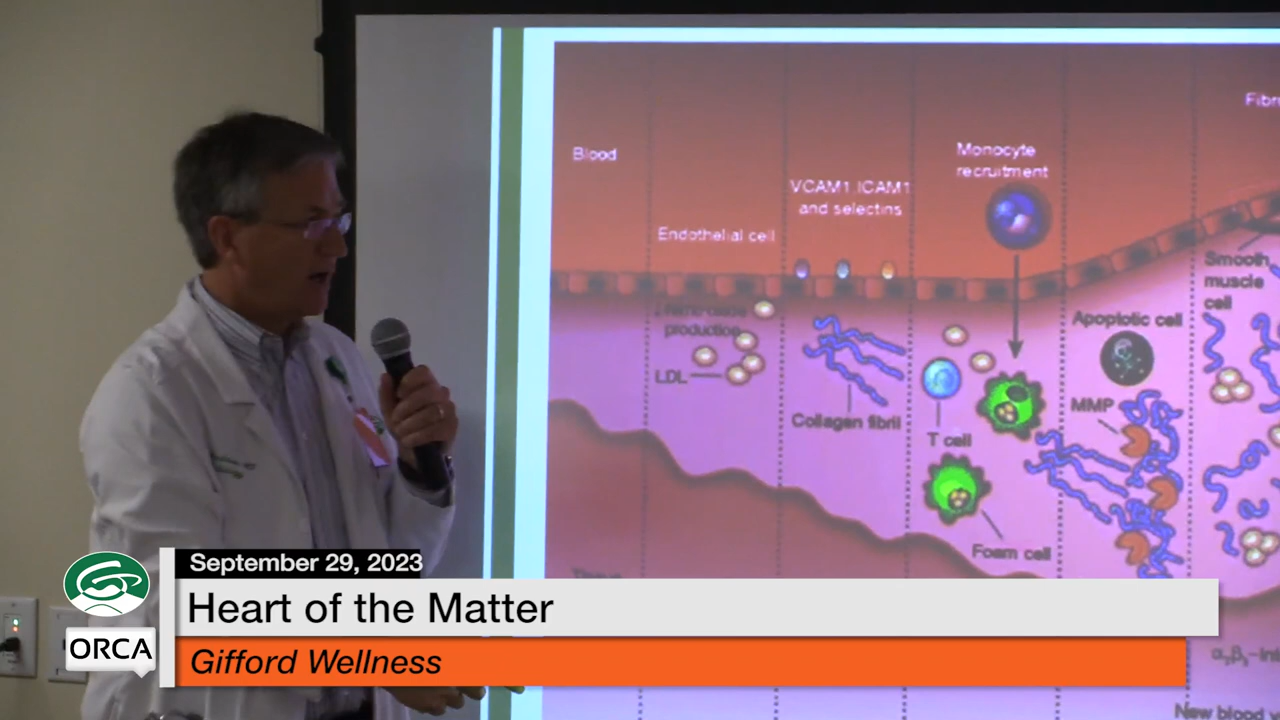 Fibr
Blood
Monocyte
recruitment
VCAM1, ICAM1
and selectins
Endothelial cell
Smooth
muscle
cell
production
Apoptotic cell
LDL
MMP
Collagen fibril
T cell
Foam cell
September 29, 2023
Heart of the Matter
ORCA
Gifford Wellness
New blood